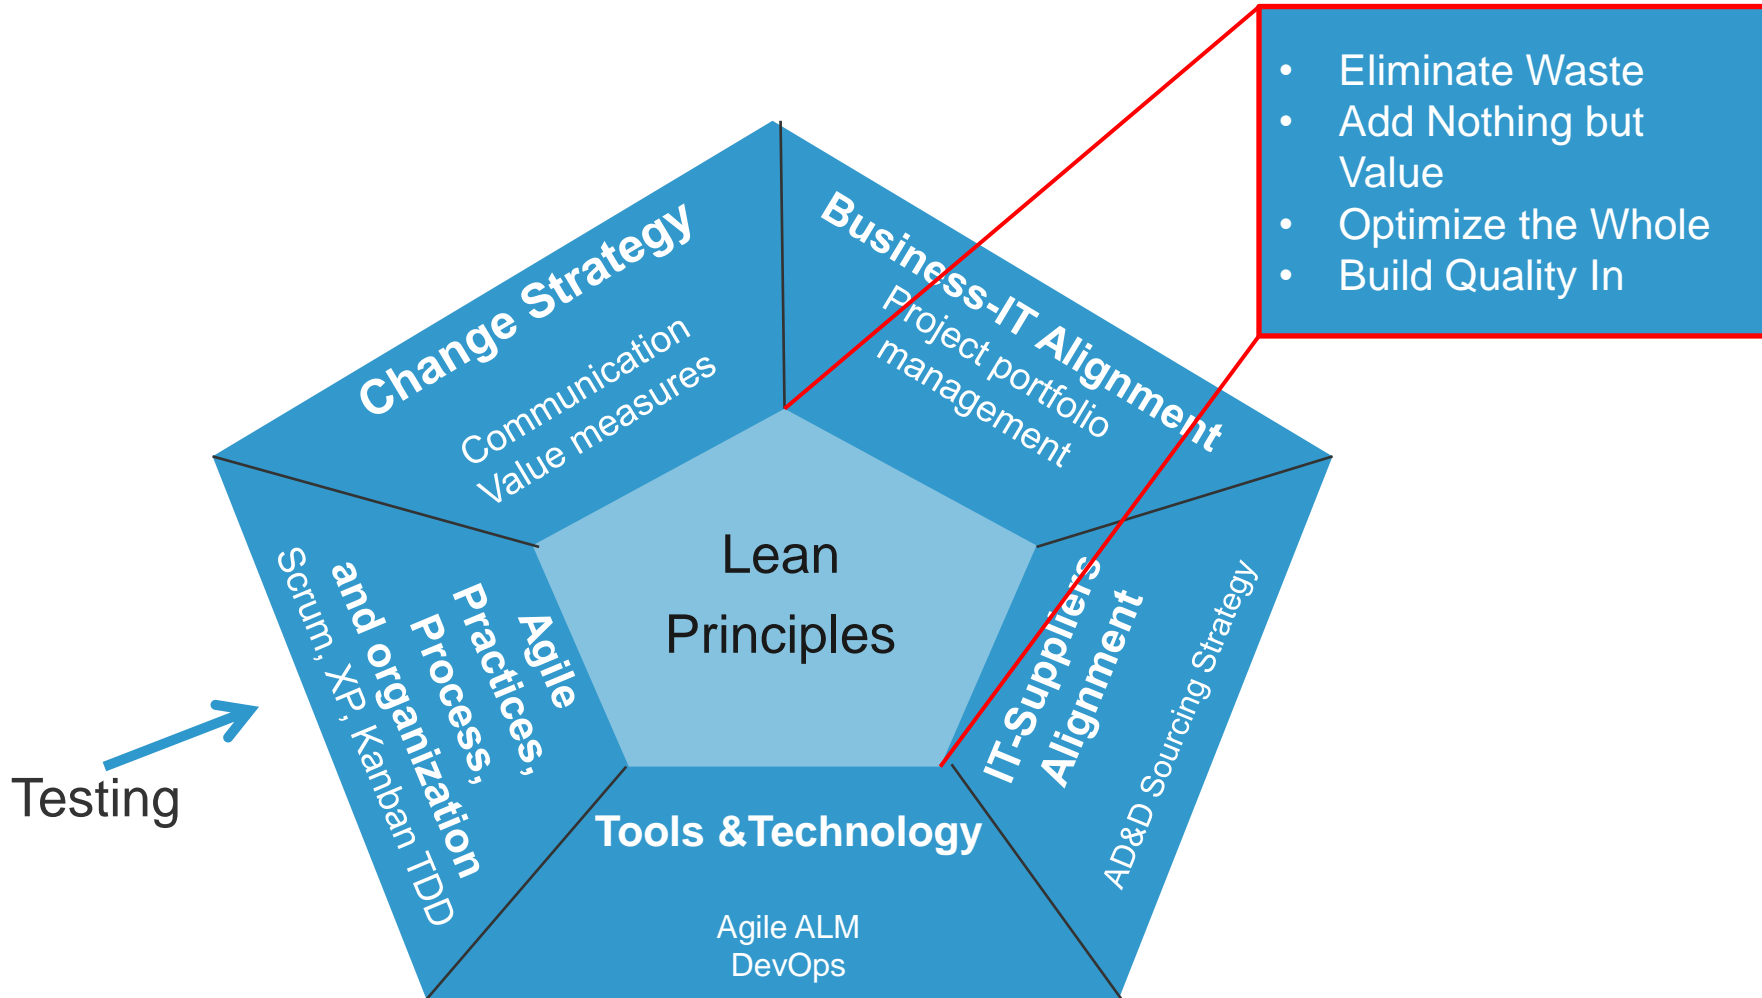 Eliminate Waste
Add Nothing but
Value
Optimize the Whole
Build Quality In
Change Strategy
Communication
Value measures
Business-IT Alignment
Project portfolio
management
Lean
Principles
Agile
Practices,
Process,
and organization
Scrum, XP, Kanban TDD
IT-Suppliers
Alignment
AD&D Sourcing Strategy
Testing
Tools &Technology
Agile ALM
DevOps